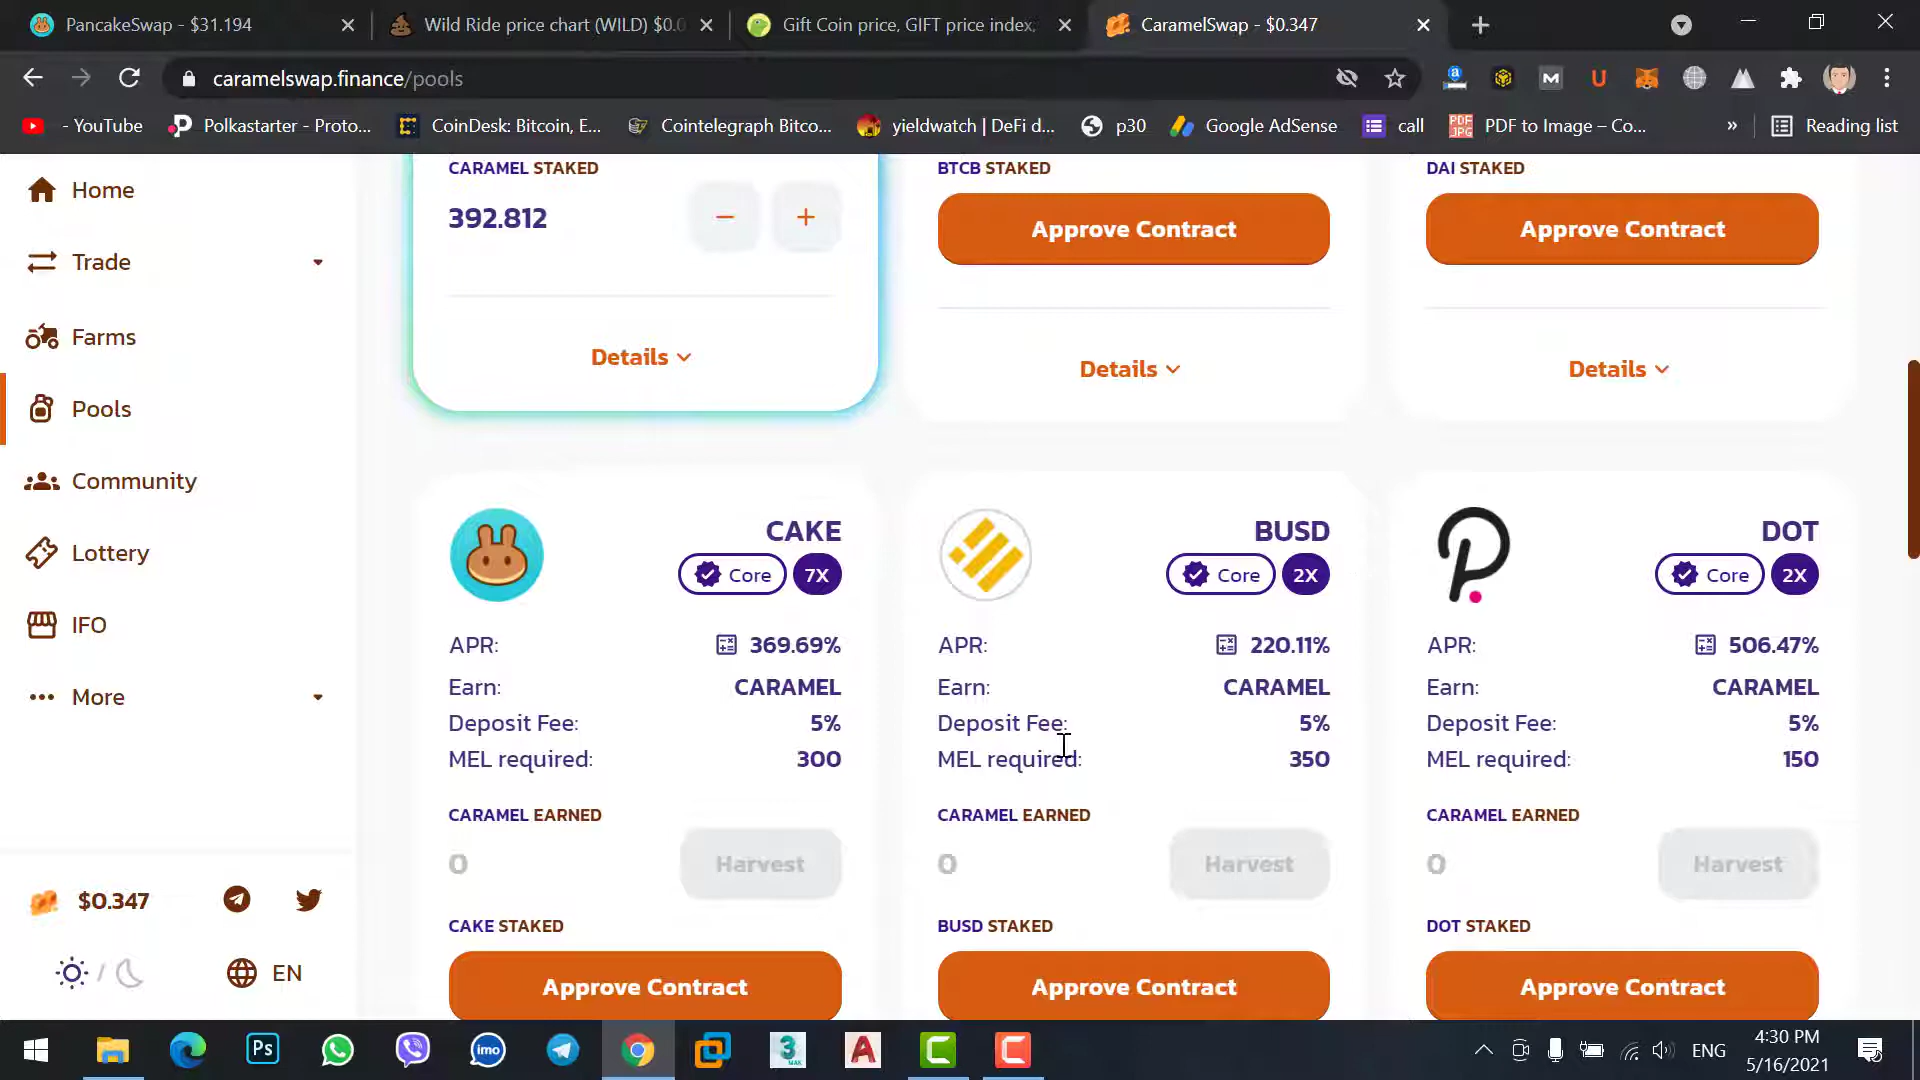 PancakeSwap - $31.194
Wild Ride price chart (WILD) $0.0
Gift Coin price, GIFT price index,
CaramelSwap - $0.347
caramelswap.finance/pools
- YouTube
Polkastarter - Proto...
CoinDesk: Bitcoin, E...
Cointelegraph Bitco...
yieldwatch | DeFi d...
p30
Google AdSense
call
PDF to Image – Co...
»
Reading list
Home
Trade
Farms
Pools
Community
Lottery
IFO
More
$0.347
EN
CARAMEL STAKED
392.812
Details
BTCB STAKED
Approve Contract
Details
DAI STAKED
Approve Contract
Details
CAKE
Core 7X
APR: 369.69%
Earn: CARAMEL
Deposit Fee: 5%
MEL required: 300
CARAMEL EARNED
0 Harvest
CAKE STAKED
Approve Contract
BUSD
Core 2X
APR: 220.11%
Earn: CARAMEL
Deposit Fee: 5%
MEL required: 350
CARAMEL EARNED
0 Harvest
BUSD STAKED
Approve Contract
DOT
Core 2X
APR: 506.47%
Earn: CARAMEL
Deposit Fee: 5%
MEL required: 150
CARAMEL EARNED
0 Harvest
DOT STAKED
Approve Contract
Ps
imo
ENG
4:30 PM
5/16/2021